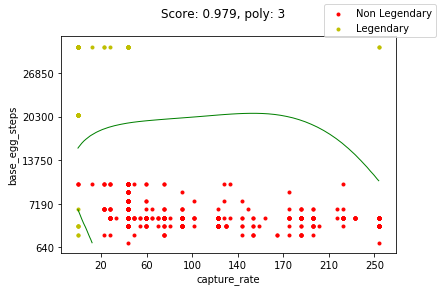 Score: 0.979, poly: 3
Non Legendary
Legendary
base_egg_steps
26850
20300
13750
7190
640
20 60 100 140 170 210 250
capture_rate